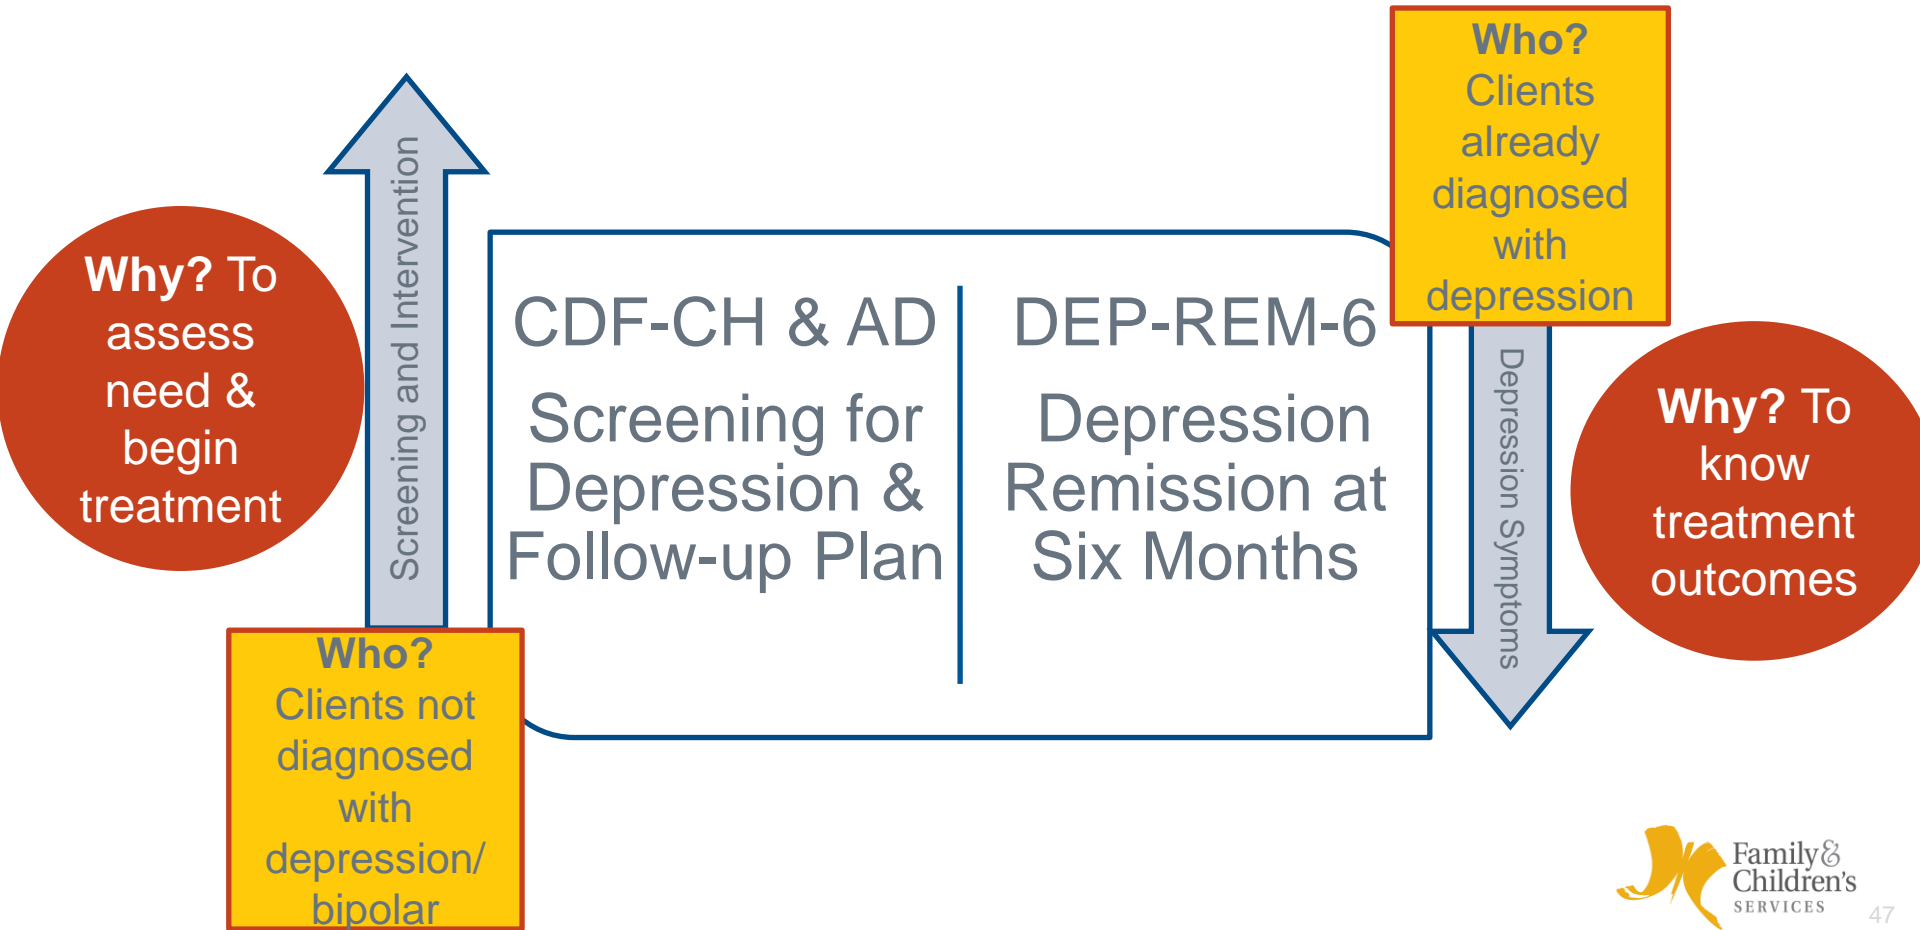 Why? To
assess
need &
begin
treatment
Screening and Intervention
Who?
Clients not
diagnosed
with
depression/
bipolar
CDF-CH & AD
Screening for
Depression &
Follow-up Plan
DEP-REM-6
Depression
Remission at
Six Months
Who?
Clients
already
diagnosed
with
depression
Depression Symptoms
Why? To
know
treatment
outcomes
Family&
Children's
SERVICES
47